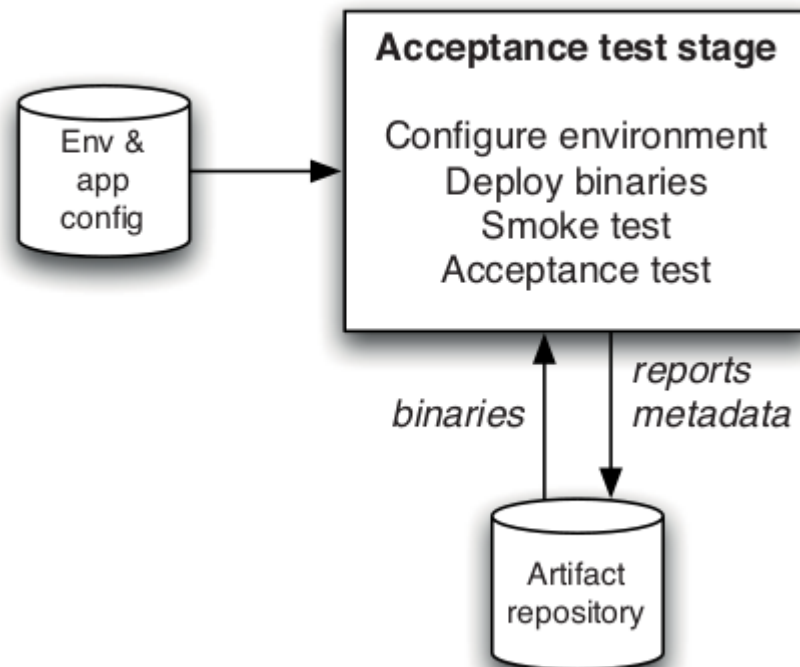 Acceptance test stage
Env &
app
config
Configure environment
Deploy binaries
Smoke test
Acceptance test
binaries
reports
metadata
Artifact
repository